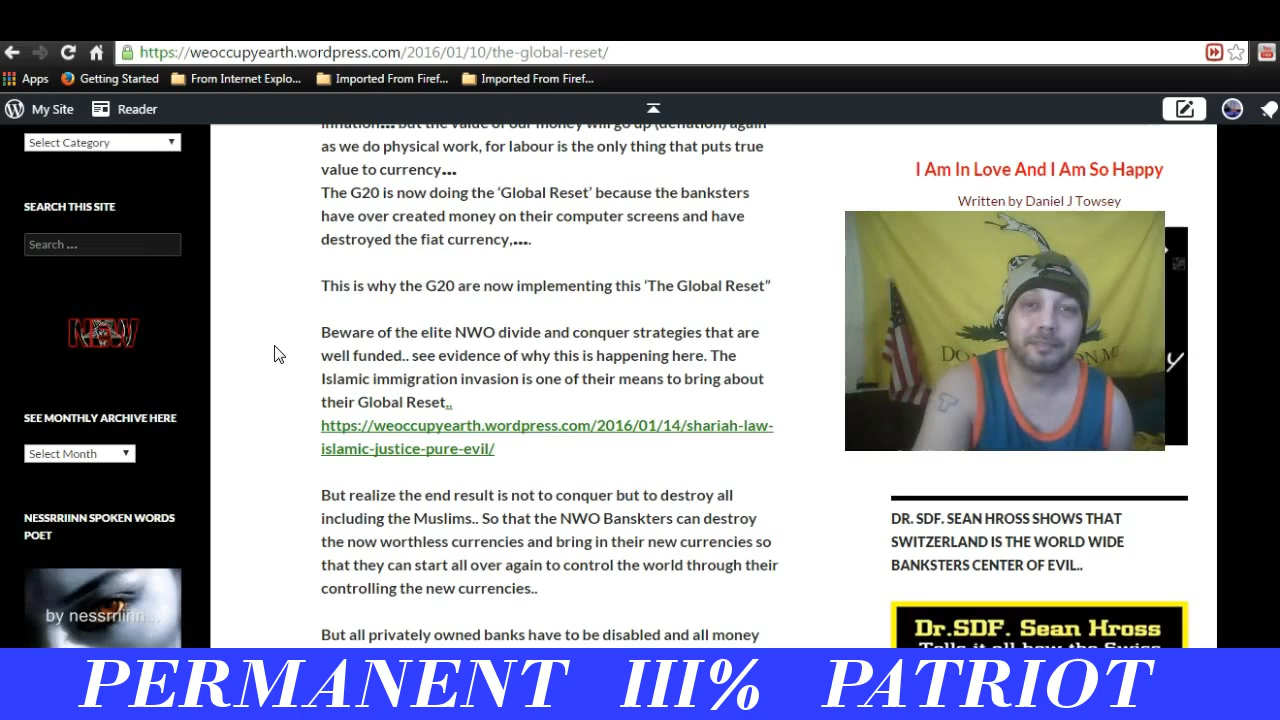 https://weoccupyearth.wordpress.com/2016/01/10/the-global-reset/
Apps Getting Started From Internet Explo... Imported From Firef... Imported From Firef...
My Site Reader
Select Category
SEARCH THIS SITE
Search ...
NEW
SEE MONTHLY ARCHIVE HERE
Select Month
NESSRRIINN SPOKEN WORDS
POET
by nessrriinn...
inflation... but the value of our money will go up (deflation) again
as we do physical work, for labour is the only thing that puts true
value to currency...
The G20 is now doing the ‘Global Reset’ because the banksters
have over created money on their computer screens and have
destroyed the fiat currency,....
This is why the G20 are now implementing this ‘The Global Reset”
Beware of the elite NWO divide and conquer strategies that are
well funded.. see evidence of why this is happening here. The
Islamic immigration invasion is one of their means to bring about
their Global Reset..
https://weoccupyearth.wordpress.com/2016/01/14/shariah-law-
islamic-justice-pure-evil/
But realize the end result is not to conquer but to destroy all
including the Muslims.. So that the NWO Banskters can destroy
the now worthless currencies and bring in their new currencies so
that they can start all over again to control the world through their
controlling the new currencies..
But all privately owned banks have to be disabled and all money
I Am In Love And I Am So Happy
Written by Daniel J Towsey
DR. SDF. SEAN HROSS SHOWS THAT
SWITZERLAND IS THE WORLD WIDE
BANKSTERS CENTER OF EVIL..
Dr.SDF. Sean Hross
Tells it all how the Swiss
PERMANENT III% PATRIOT